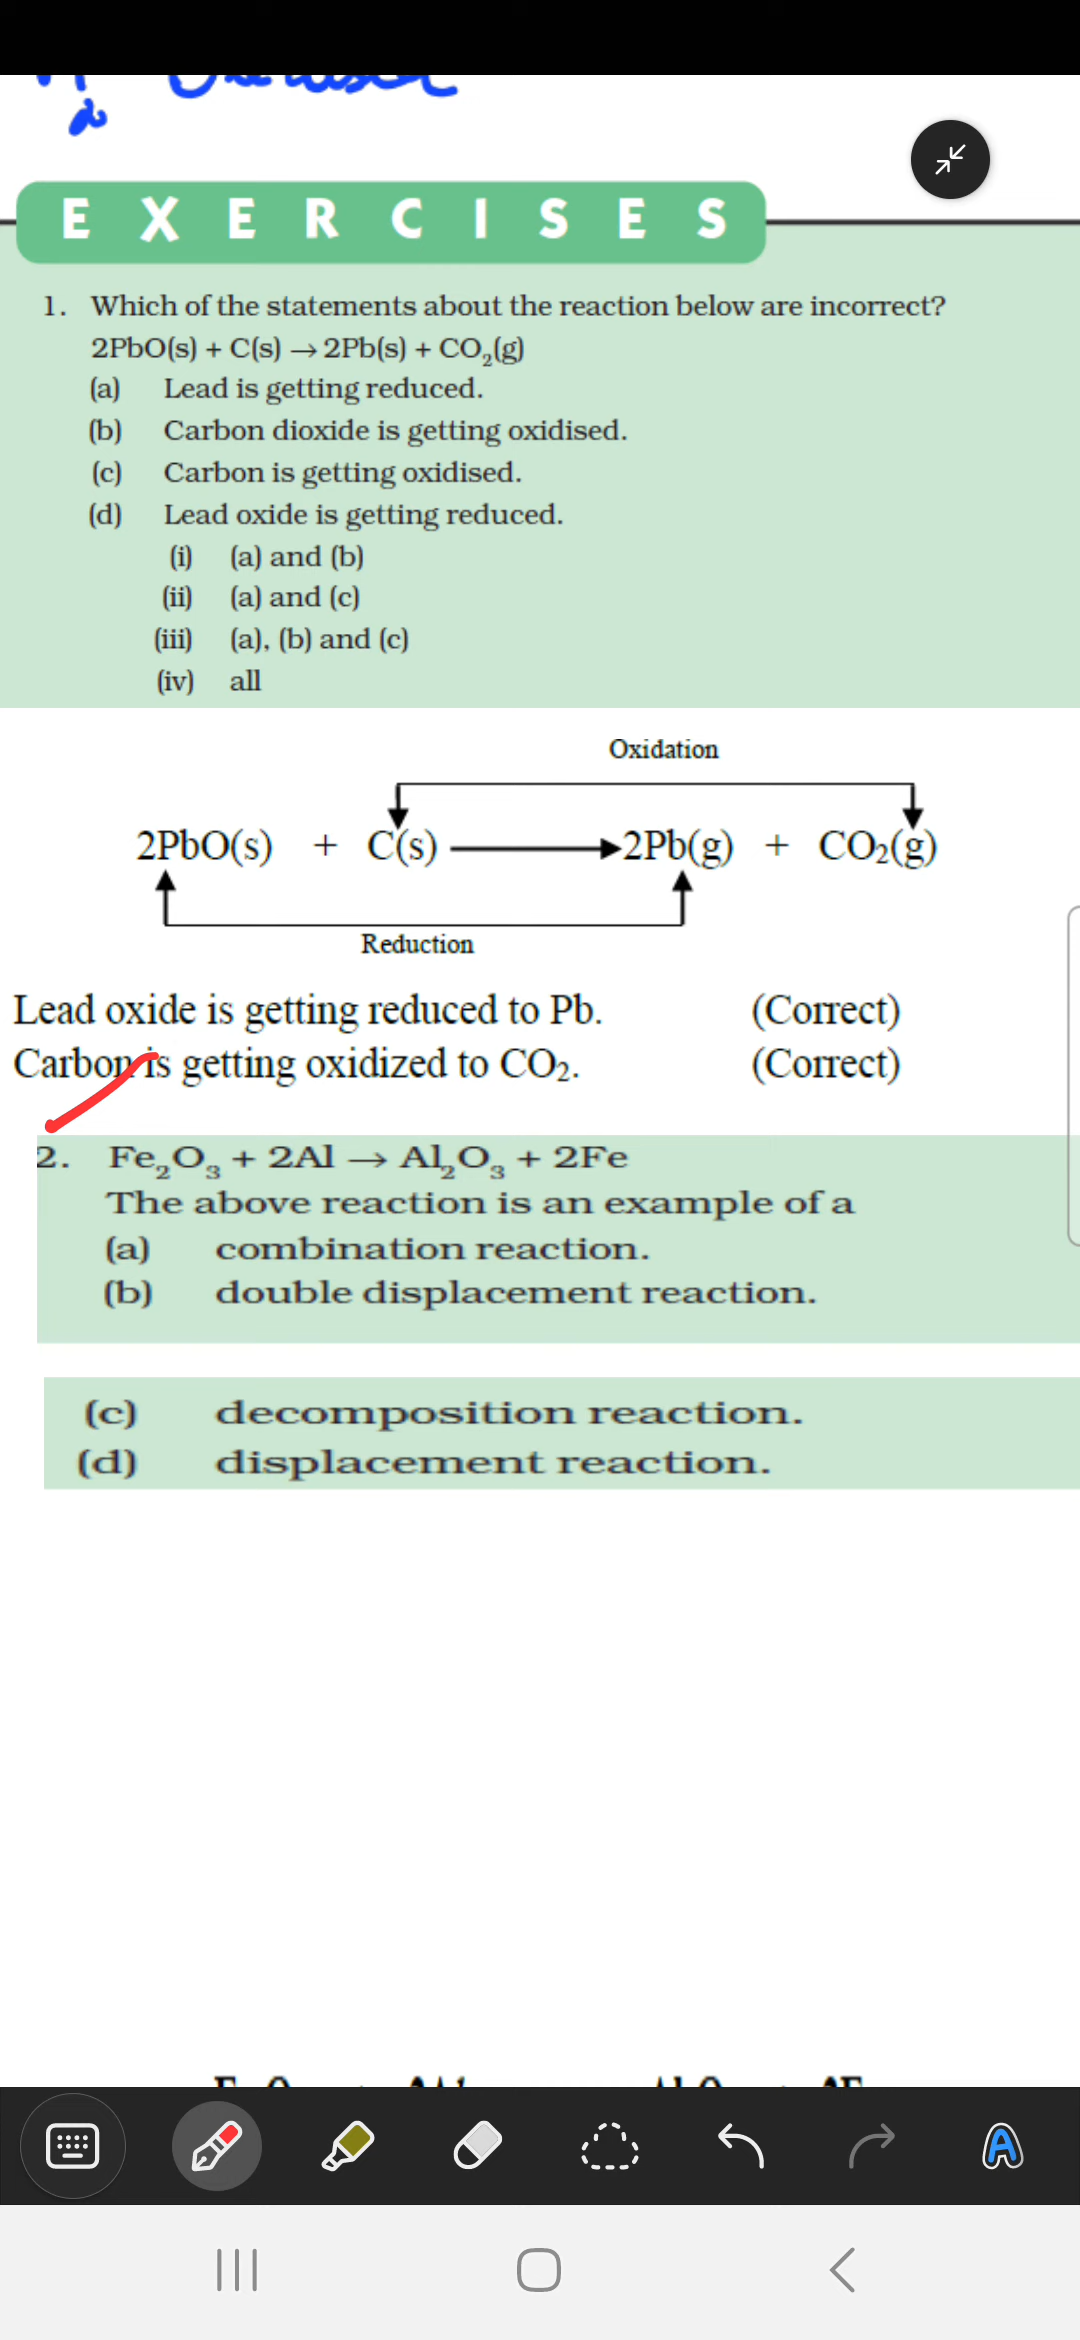 EXERCISES
1. Which of the statements about the reaction below are incorrect?
2PbO(s) + C(s) → 2Pb(s) + CO₂(g)
(a) Lead is getting reduced.
(b) Carbon dioxide is getting oxidised.
(c) Carbon is getting oxidised.
(d) Lead oxide is getting reduced.
(i) (a) and (b)
(ii) (a) and (c)
(iii) (a), (b) and (c)
(iv) all
Oxidation
2PbO(s) + C(s) → 2Pb(g) + CO₂(g)
Reduction
Lead oxide is getting reduced to Pb. (Correct)
Carbon is getting oxidized to CO₂. (Correct)
2. Fe₂O₃ + 2Al → Al₂O₃ + 2Fe
The above reaction is an example of a
(a) combination reaction.
(b) double displacement reaction.
(c) decomposition reaction.
(d) displacement reaction.
A